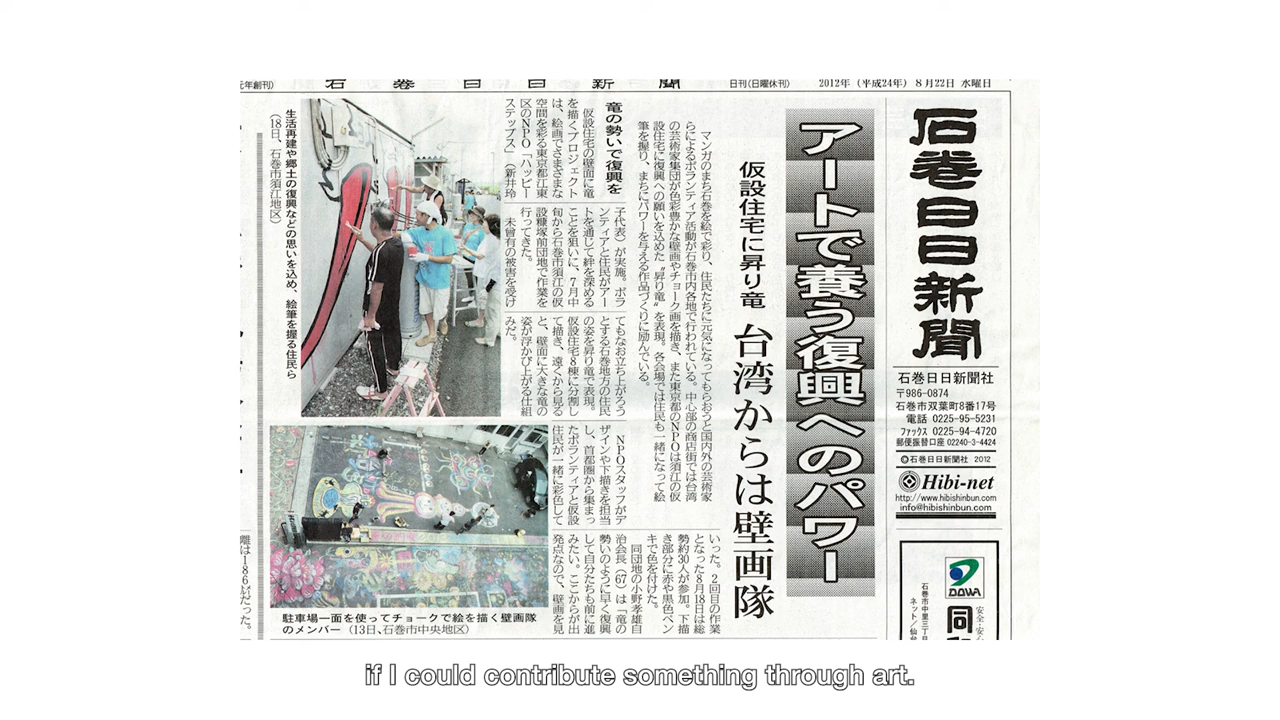 元年創刊)
石巻日日新聞
日刊(日曜休刊)
2012年(平成24年)8月22日 水曜日
石巻日日新聞
石巻日日新聞社
〒986-0874
石巻市双葉町8番17号
電話 0225-95-5231
ファックス 0225-94-4720
郵便振替口座 02240-3-4424
©石巻日日新聞社 2012
Hibi-net
http://www.hibishinbun.com
info@hibishinbun.com
DOWA
安全・安心
同和
石巻市中里三丁
ネット/仙台
アートで養う復興へのパワー
仮設住宅に昇り竜
台湾からは壁画隊
マンガのまち石巻を絵で彩り、住民たちに元気になってもらおうと国内外の芸術家
らによるボランティア活動が石巻市内各地で行われている。中心部の商店街では台湾
の芸術家集団が色彩豊かな壁画やチョーク画を描き、また東京都のNPOは須江の仮
設住宅に復興への願いを込めた“昇り竜”を表現。各会場では住民も一緒になって絵
筆を握り、まちにパワーを与える作品づくりに励んでいる。
竜の勢いで復興を
仮設住宅の壁面に竜
を描くプロジェクト
は、絵画でさまざまな
空間を彩る東京都江東
区のNPO「ハッピー
ステップス」(新井玲
子代表)が実施。ボラ
ンティアと住民がアー
トを通じて絆を深める
ことを狙いに、7月中
旬から石巻市須江の仮
設糠塚前団地で作業を
行ってきた。
未曾有の被害を受け
てもなお立ち上がろう
とする石巻地方の住民
の姿を昇り竜で表現。
仮設住宅8棟に分割し
て描き、遠くから見る
と、壁面に大きな竜の
姿が浮かび上がる仕組
みだ。
NPOスタッフがデ
ザインや下描きを担当
し、首都圏から集まっ
たボランティアと仮設
住民が一緒に彩色して
いった。2回目の作業
となった8月18日は総
勢約30人が参加。下描
き部分に赤や黒色ペン
キで色を付けた。
同団地の小野孝雄自
治会長(67)は「竜の
勢いのように早く復興
して自分たちも前に進
みたい。ここからが出
発点なので、壁画を見
生活再建や郷土の復興などの思いを込め、絵筆を握る住民ら
(18日、石巻市須江地区)
駐車場一面を使ってチョークで絵を描く壁画隊
のメンバー(13日、石巻市中央地区)
離は186㌔だった。
if I could contribute something through art.